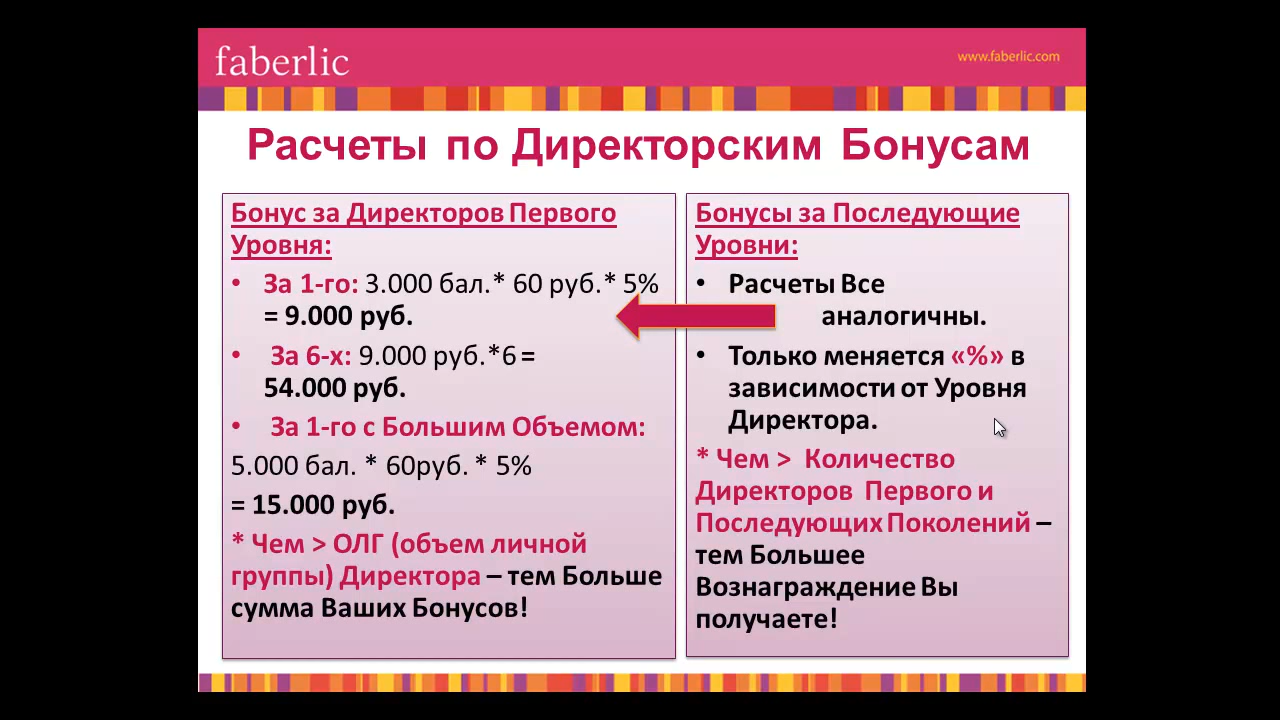 faberlic
www.faberlic.com
Расчеты по Директорским Бонусам
Бонус за Директоров Первого
Уровня:
• За 1-го: 3.000 бал.* 60 руб.* 5%
= 9.000 руб.
• За 6-х: 9.000 руб.*6 =
54.000 руб.
• За 1-го с Большим Объемом:
5.000 бал. * 60руб. * 5%
= 15.000 руб.
* Чем > ОЛГ (объем личной
группы) Директора – тем Больше
сумма Ваших Бонусов!
Бонусы за Последующие
Уровни:
• Расчеты Все
аналогичны.
• Только меняется «%» в
зависимости от Уровня
Директора.
* Чем > Количество
Директоров Первого и
Последующих Поколений –
тем Большее
Вознаграждение Вы
получаете!